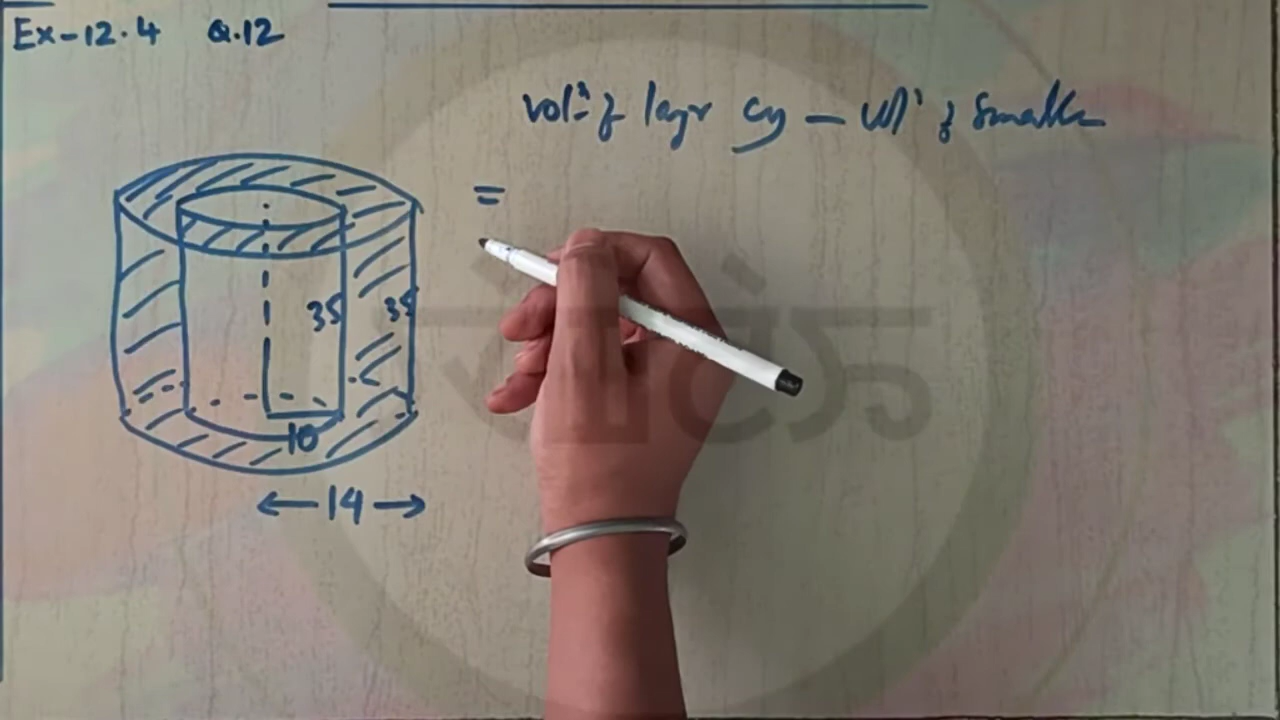 Ex-12.4 Q.12
vol. of larger cy — vol. of smaller
=
35 35
10
←14→